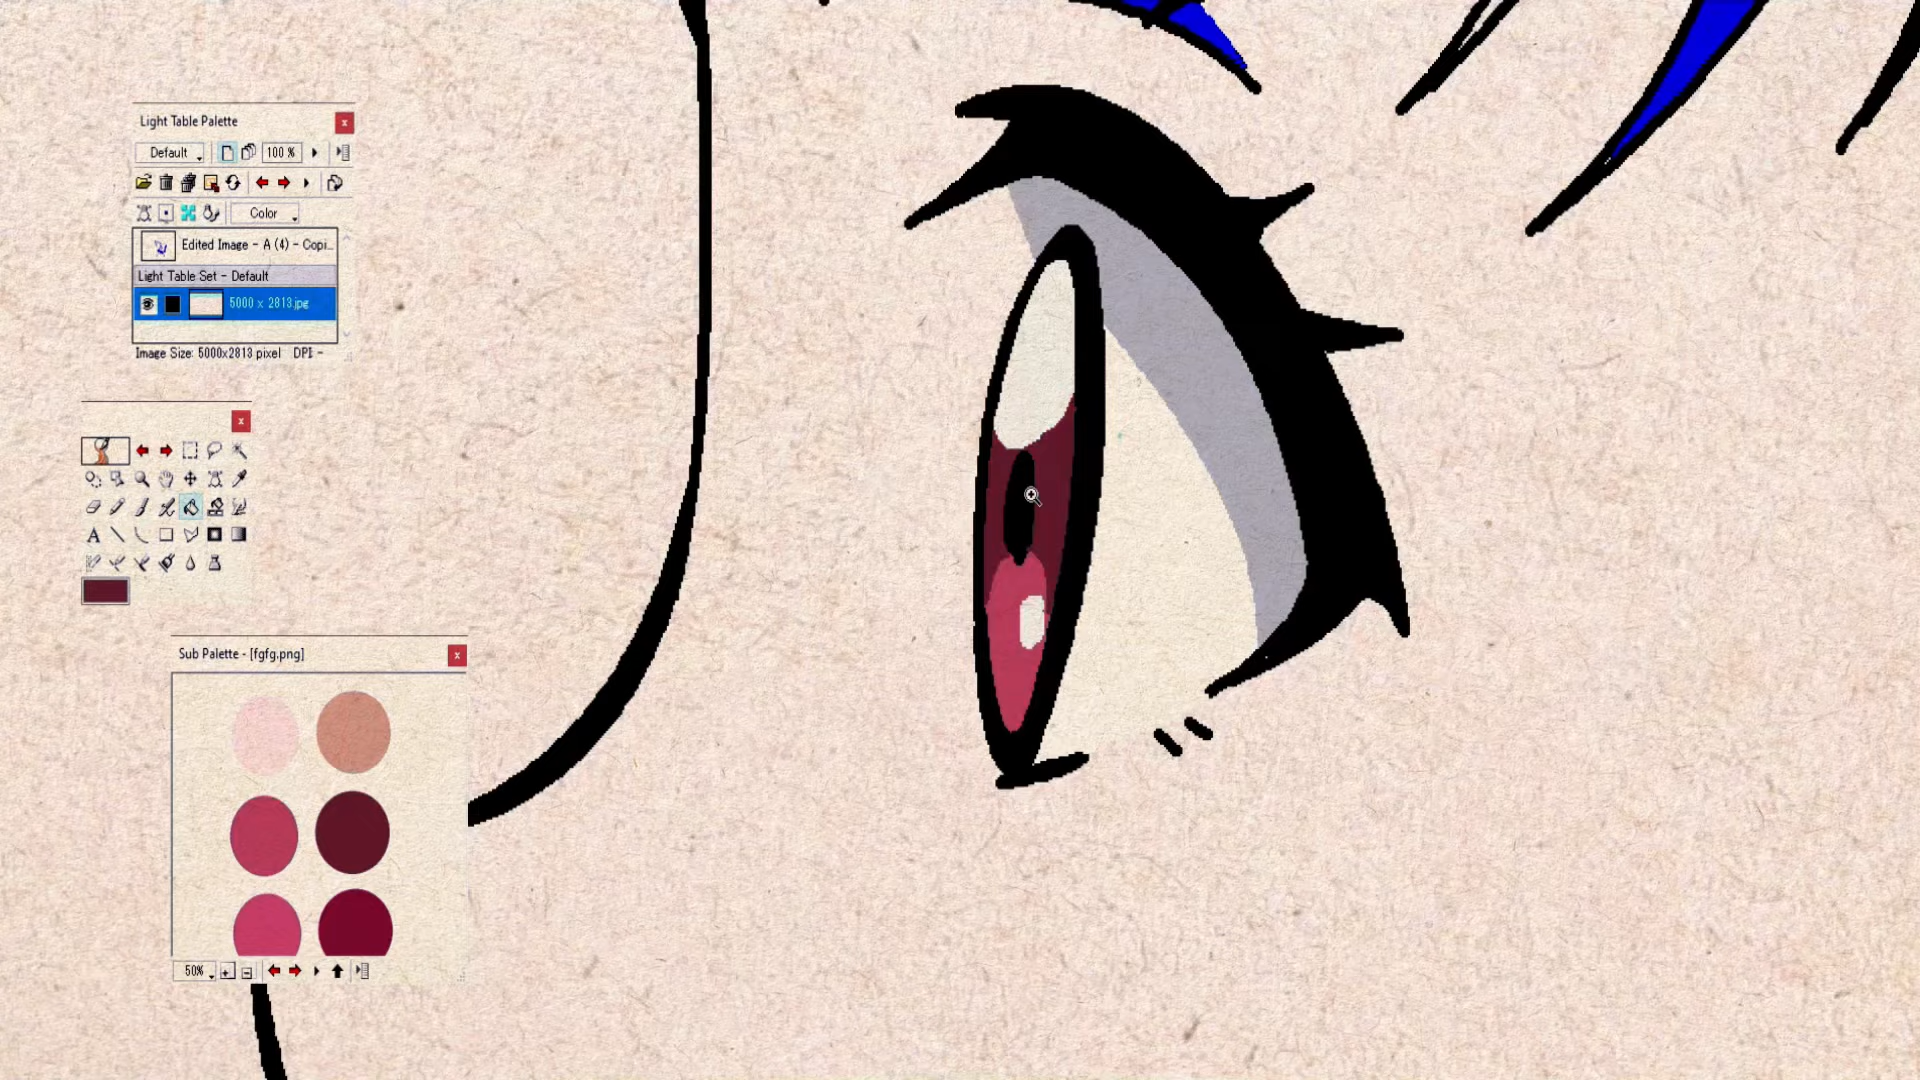 Light Table Palette
x
Default
100 %
Color
Edited Image - A (4) - Copi..
Light Table Set - Default
5000 x 2813.jpg
Image Size: 5000x2813 pixel DPI -
x
A
Sub Palette - [fgfg.png]
x
50%